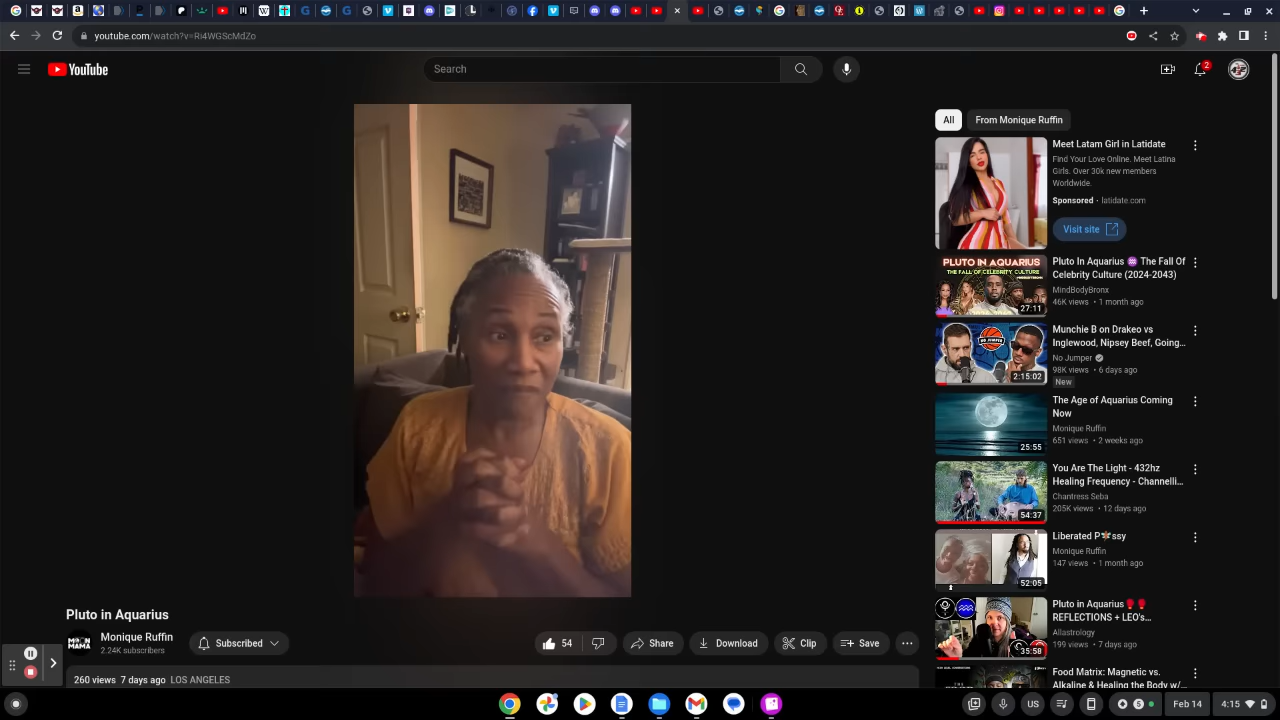 youtube.com/watch?v=Ri4WGScMdZo
YouTube
Search
2
All
From Monique Ruffin
Meet Latam Girl in Latidate
Find Your Love Online. Meet Latina
Girls. Over 30k new members
Worldwide.
Sponsored · latidate.com
Visit site
PLUTO IN AQUARIUS
THE FALL OF CELEBRITY CULTURE
27:11
Pluto In Aquarius ♒ The Fall Of
Celebrity Culture (2024-2043)
MindBodyBronx
46K views • 1 month ago
NO JUMPER
2:15:02
Munchie B on Drakeo vs
Inglewood, Nipsey Beef, Going...
No Jumper
98K views • 6 days ago
New
25:55
The Age of Aquarius Coming
Now
Monique Ruffin
651 views • 2 weeks ago
54:37
You Are The Light - 432hz
Healing Frequency - Channelli...
Chantress Seba
205K views • 12 days ago
52:05
Liberated P🌟ssy
Monique Ruffin
147 views • 1 month ago
35:58
Pluto in Aquarius🌹🌹
REFLECTIONS + LEO's...
Allastrology
199 views • 7 days ago
Food Matrix: Magnetic vs.
Alkaline & Healing the Body w/...
Pluto in Aquarius
MOON
MAMA
Monique Ruffin
2.24K subscribers
Subscribed
54
Share
Download
Clip
Save
260 views 7 days ago LOS ANGELES
US
5
Feb 14
4:15